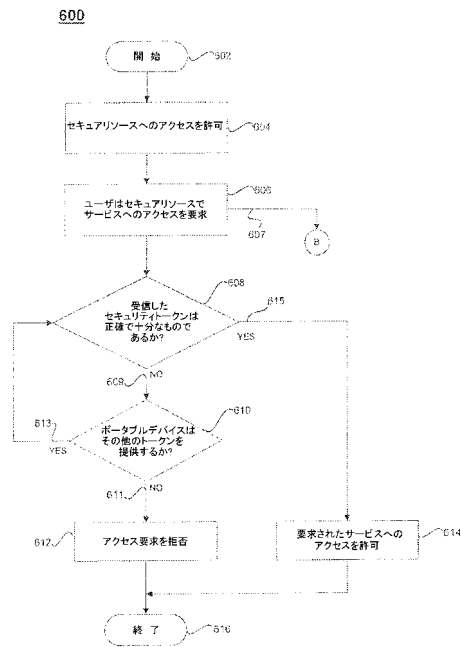 600
開 始
602
セキュアリソースへのアクセスを許可
604
606
ユーザはセキュアリソースで
サービスへのアクセスを要求
607
B
608
受信した
セキュリティトークンは
正確で十分なもので
あるか?
615
YES
NO
609
610
613
ポータブルデバイスは
その他のトークンを
提供するか?
YES
NO
611
612
アクセス要求を拒否
要求されたサービスへの
アクセスを許可
614
終 了
616